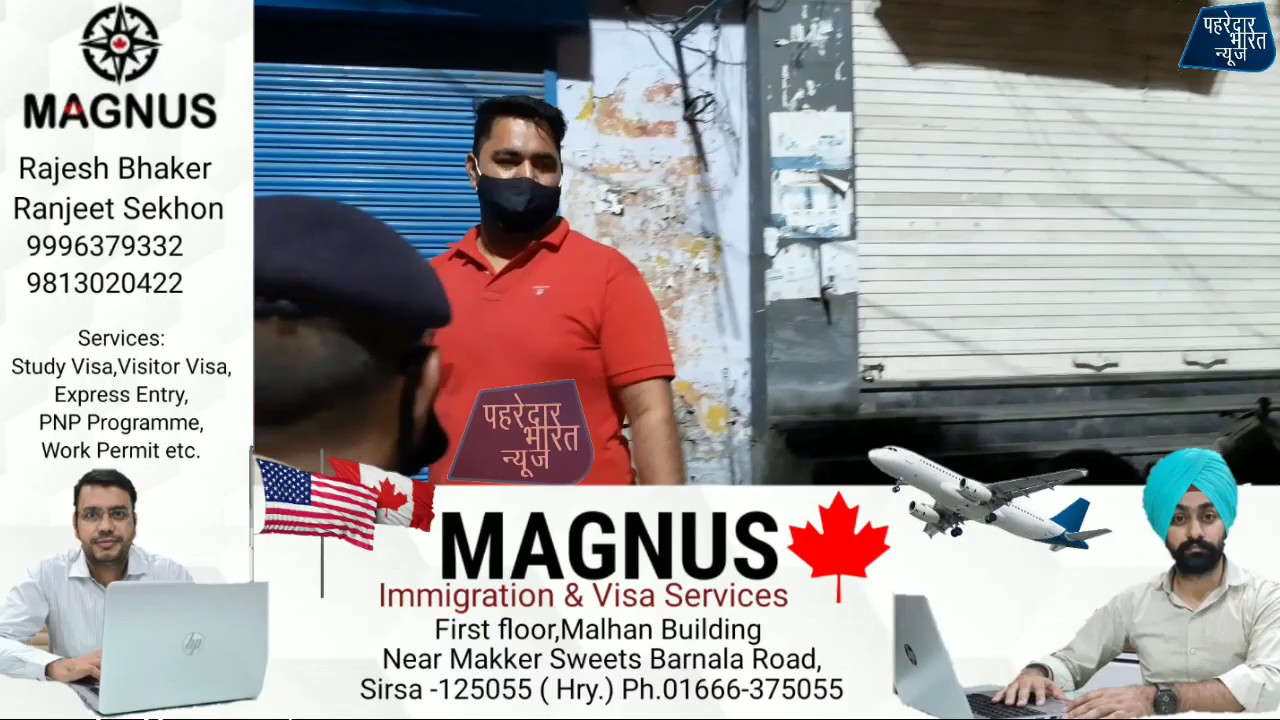 MAGNUS
Rajesh Bhaker
Ranjeet Sekhon
9996379332
9813020422
Services:
Study Visa,Visitor Visa,
Express Entry,
PNP Programme,
Work Permit etc.
पहरेदार
भारत
न्यूज
पहरेदार
भारत
न्यूज
hp
MAGNUS
Immigration & Visa Services
First floor,Malhan Building
Near Makker Sweets Barnala Road,
Sirsa -125055 ( Hry.) Ph.01666-375055